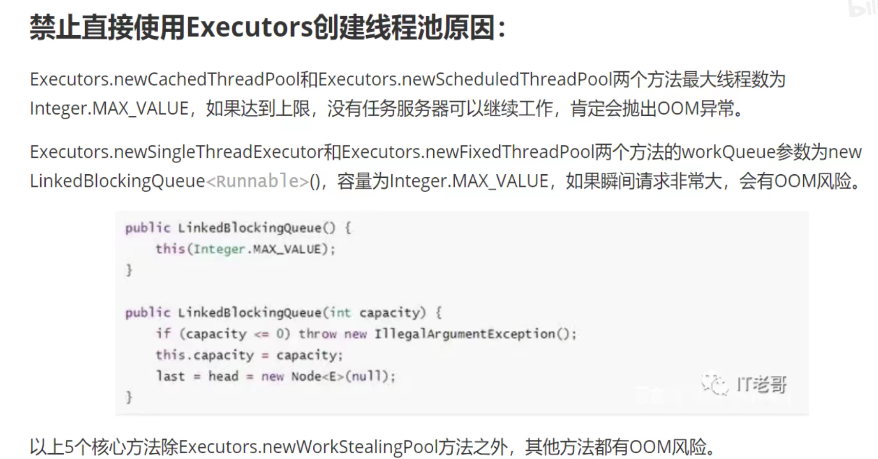 禁止直接使用Executors创建线程池原因：
Executors.newCachedThreadPool和Executors.newScheduledThreadPool两个方法最大线程数为
Integer.MAX_VALUE，如果达到上限，没有任务服务器可以继续工作，肯定会抛出OOM异常。
Executors.newSingleThreadExecutor和Executors.newFixedThreadPool两个方法的workQueue参数为new
LinkedBlockingQueue<Runnable>()，容量为Integer.MAX_VALUE，如果瞬间请求非常大，会有OOM风险。
public LinkedBlockingQueue() {
this(Integer.MAX_VALUE);
}
public LinkedBlockingQueue(int capacity) {
if (capacity <= 0) throw new IllegalArgumentException();
this.capacity = capacity;
last = head = new Node<E>(null);
}
IT老哥
以上5个核心方法除Executors.newWorkStealingPool方法之外，其他方法都有OOM风险。